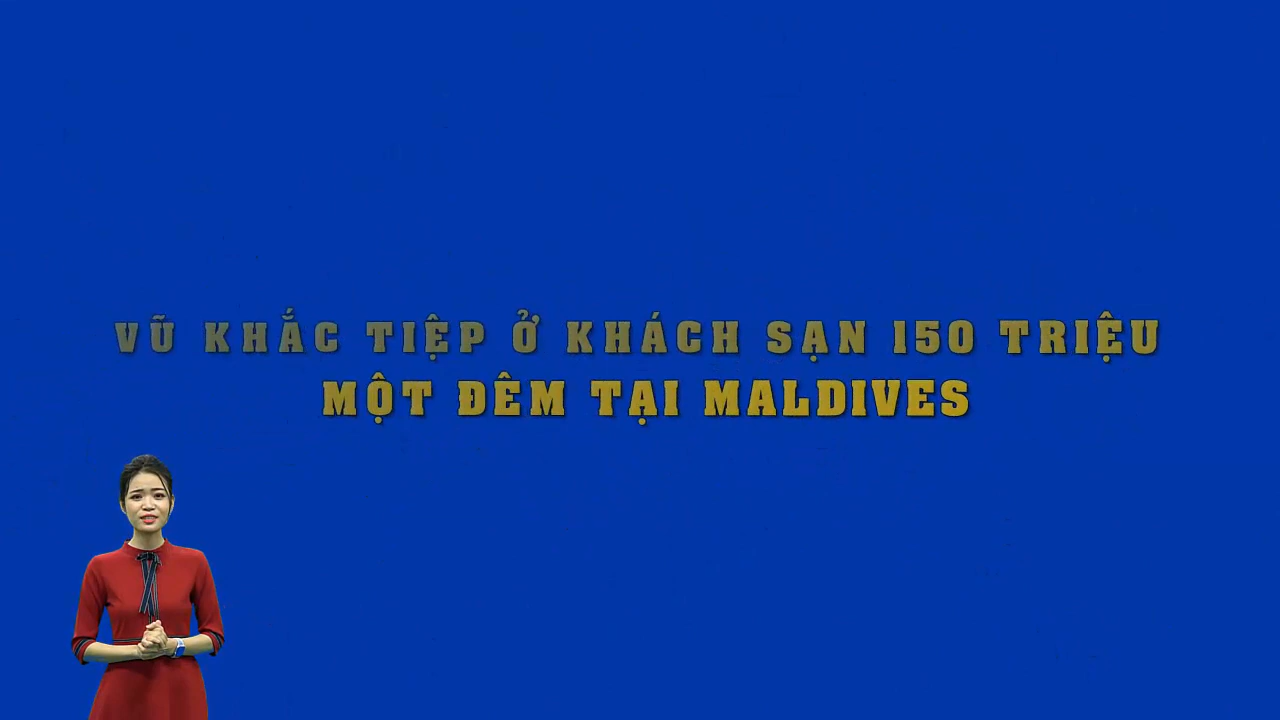 VŨ KHẮC TIỆP Ở KHÁCH SẠN 150 TRIỆU
MỘT ĐÊM TẠI MALDIVES